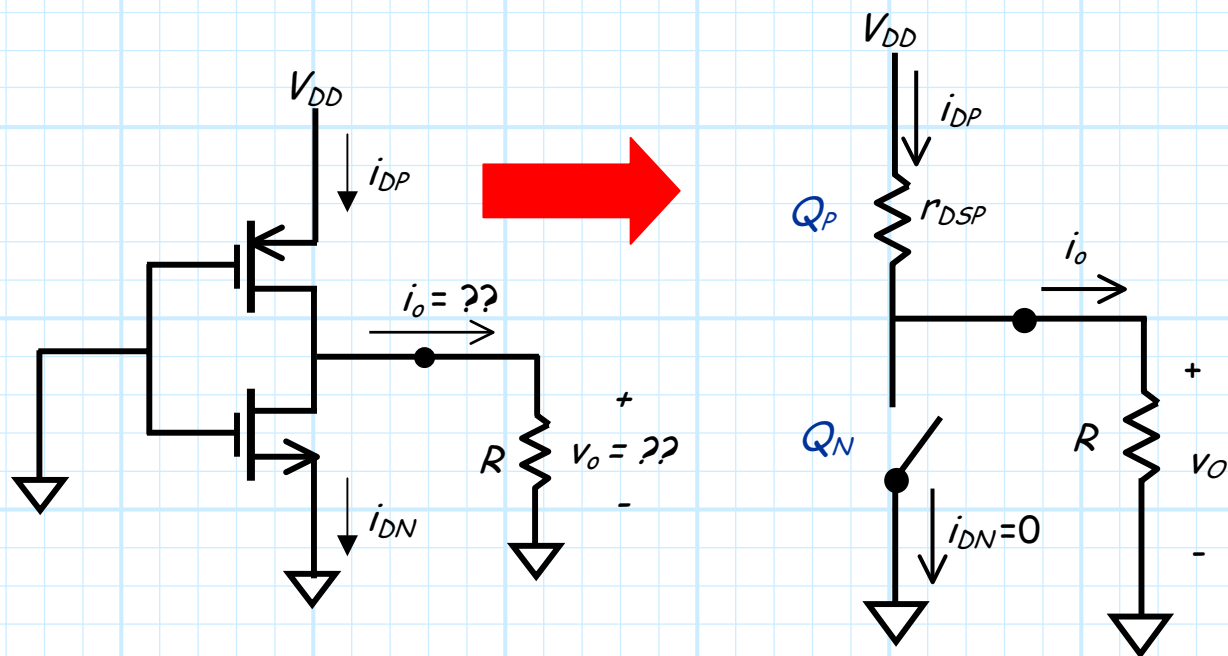 VDD
iDP
io = ??
+
R
vo = ??
-
iDN
VDD
iDP
QP
rDSP
io
+
QN
R
vO
iDN=0
-